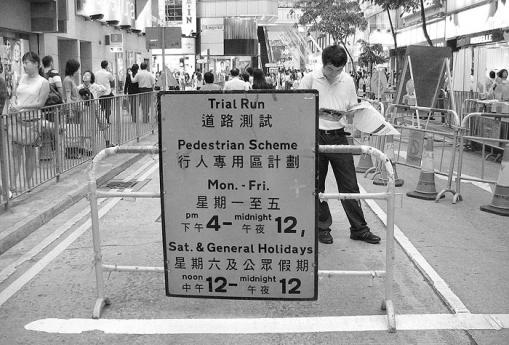 Trial Run
道路測試
Pedestrian Scheme
行人專用區計劃
Mon. - Fri.
星期一至五
pm 下午 4 – midnight 午夜 12,
Sat. & General Holidays
星期六及公眾假期
noon 中午 12 – midnight 午夜 12